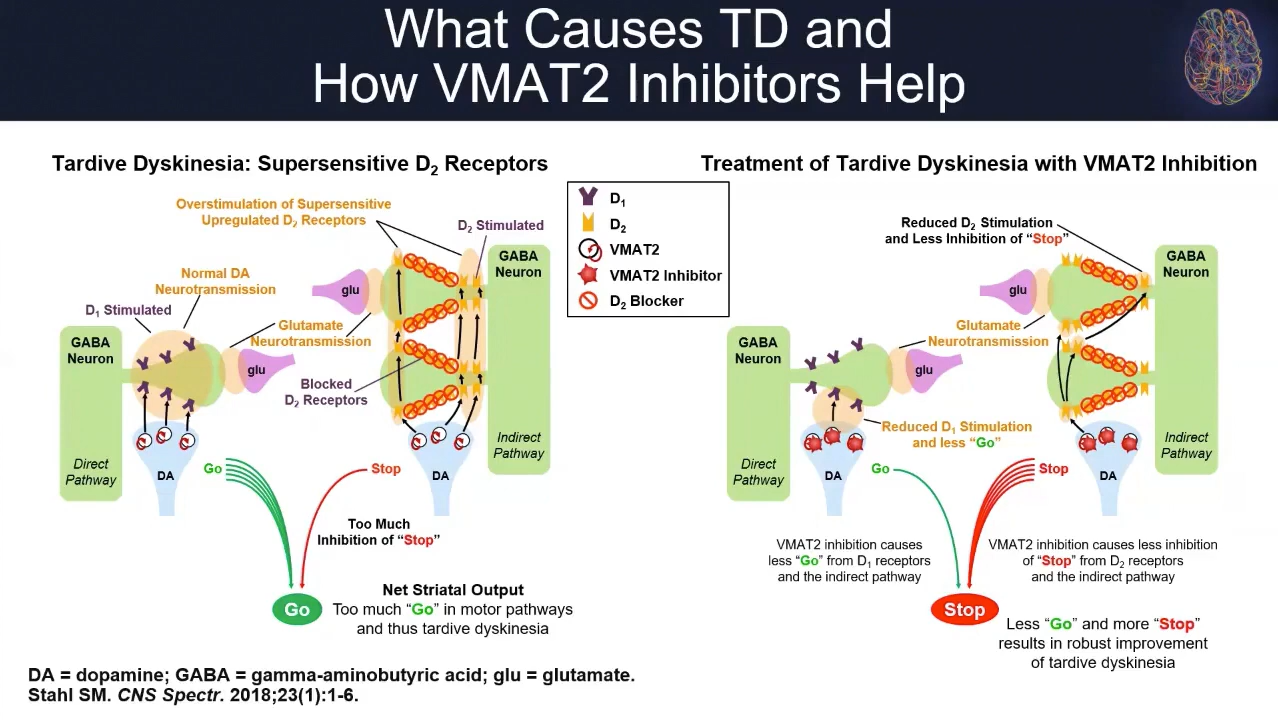 What Causes TD and
How VMAT2 Inhibitors Help
Tardive Dyskinesia: Supersensitive D2 Receptors
Overstimulation of Supersensitive
Upregulated D2 Receptors
D2 Stimulated
GABA
Neuron
Normal DA
Neurotransmission
D1 Stimulated
glu
Glutamate
Neurotransmission
GABA
Neuron
glu
Blocked
D2 Receptors
Direct
Pathway
DA
Go
Stop
DA
Indirect
Pathway
Too Much
Inhibition of “Stop”
Go
Net Striatal Output
Too much “Go” in motor pathways
and thus tardive dyskinesia
D1
D2
VMAT2
VMAT2 Inhibitor
D2 Blocker
Treatment of Tardive Dyskinesia with VMAT2 Inhibition
Reduced D2 Stimulation
and Less Inhibition of “Stop”
GABA
Neuron
glu
Glutamate
Neurotransmission
GABA
Neuron
glu
Reduced D1 Stimulation
and less “Go”
Direct
Pathway
DA
Go
Stop
DA
Indirect
Pathway
VMAT2 inhibition causes
less “Go” from D1 receptors
and the indirect pathway
VMAT2 inhibition causes less inhibition
of “Stop” from D2 receptors
and the indirect pathway
Stop
Less “Go” and more “Stop”
results in robust improvement
of tardive dyskinesia
DA = dopamine; GABA = gamma-aminobutyric acid; glu = glutamate.
Stahl SM. CNS Spectr. 2018;23(1):1-6.